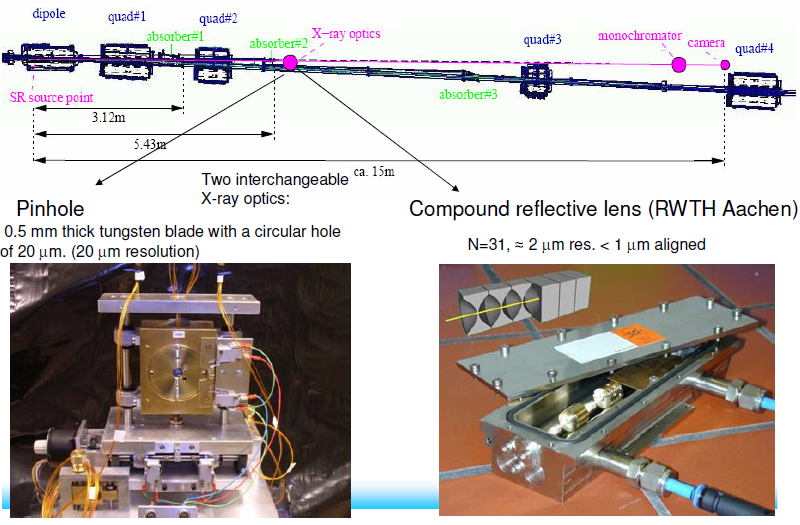 dipole
quad#1
quad#2
absorber#1
absorber#2
X-ray optics
quad#3
monochromator
camera
quad#4
SR source point
absorber#3
3.12m
5.43m
ca. 15m
Two interchangeable
X-ray optics:
Pinhole
0.5 mm thick tungsten blade with a circular hole
of 20 μm. (20 μm resolution)
Compound reflective lens (RWTH Aachen)
N=31, ≈ 2 μm res. < 1 μm aligned